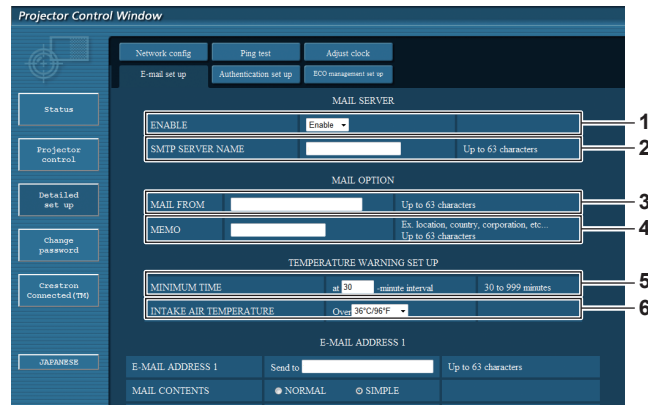 Projector Control Window
Network config
Ping test
Adjust clock
E-mail set up
Authentication set up
ECO management set up
Status
Projector control
Detailed set up
Change password
Crestron Connected(TM)
JAPANESE
MAIL SERVER
ENABLE Enable 1
SMTP SERVER NAME Up to 63 characters 2
MAIL OPTION
MAIL FROM Up to 63 characters 3
MEMO Ex. location, country, corporation, etc... Up to 63 characters 4
TEMPERATURE WARNING SET UP
MINIMUM TIME at 30 -minute interval 30 to 999 minutes 5
INTAKE AIR TEMPERATURE Over 36°C/96°F 6
E-MAIL ADDRESS 1
E-MAIL ADDRESS 1 Send to Up to 63 characters
MAIL CONTENTS NORMAL SIMPLE